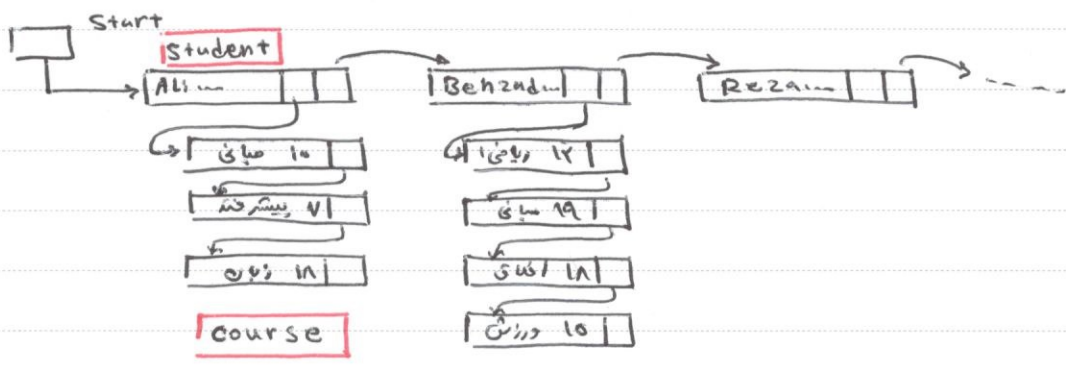 Start
Student
Ali... Behzad... Reza...
مبانی ۱۰
ریاضی۱ ۱۲
پیشرفته ۷
مبانی ۱۹
زبان ۱۸
۱۸
ورزش ۱۵
course